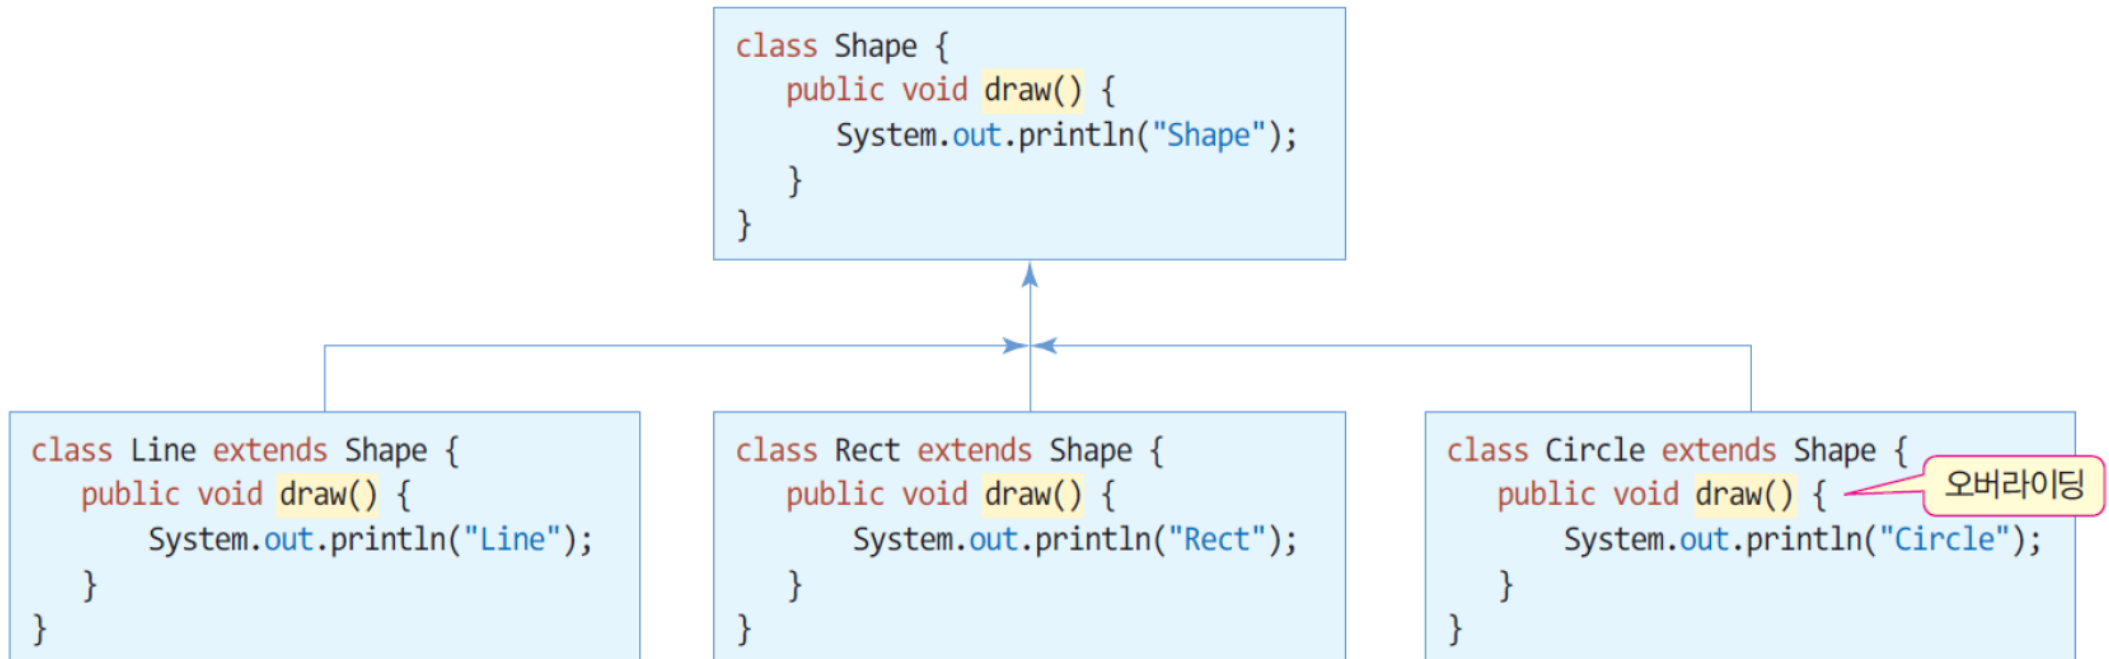 class Shape {
public void draw() {
System.out.println("Shape");
}
}
class Line extends Shape {
public void draw() {
System.out.println("Line");
}
}
class Rect extends Shape {
public void draw() {
System.out.println("Rect");
}
}
class Circle extends Shape {
public void draw() {
오버라이딩
System.out.println("Circle");
}
}